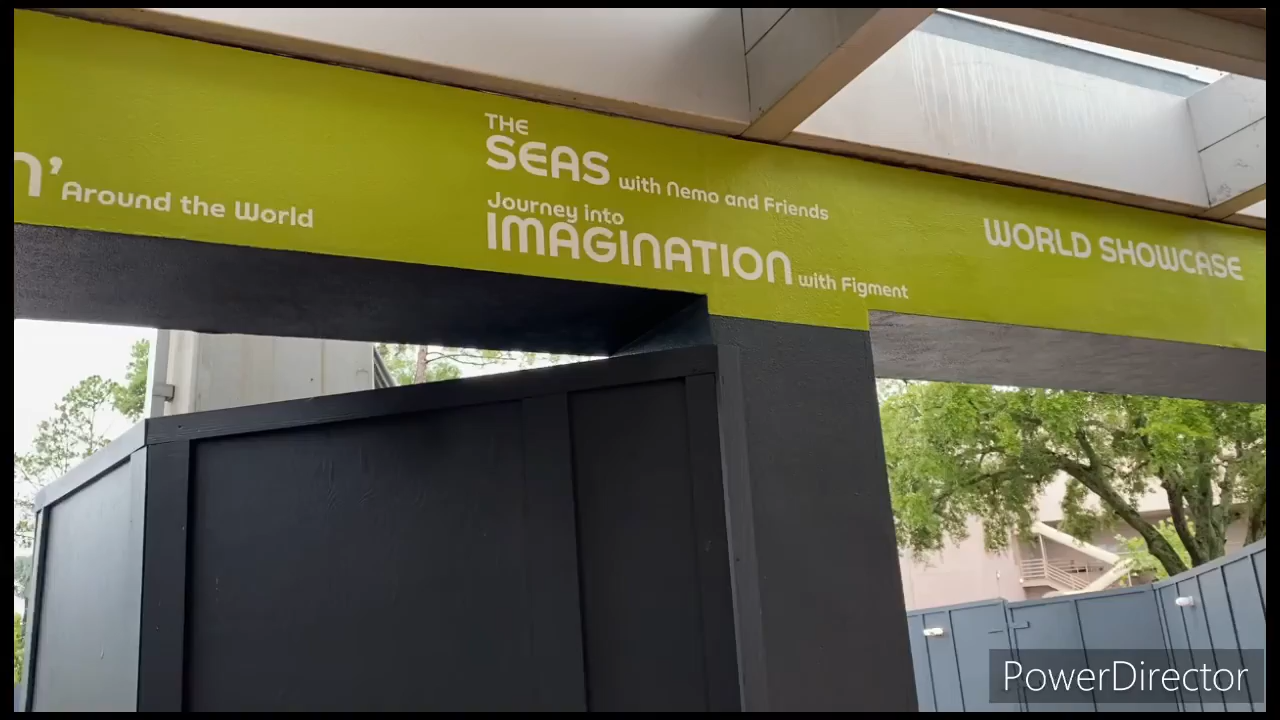 n' Around the World
THE
SEAS with Nemo and Friends
Journey into
IMAGINATION with Figment
WORLD SHOWCASE
PowerDirector